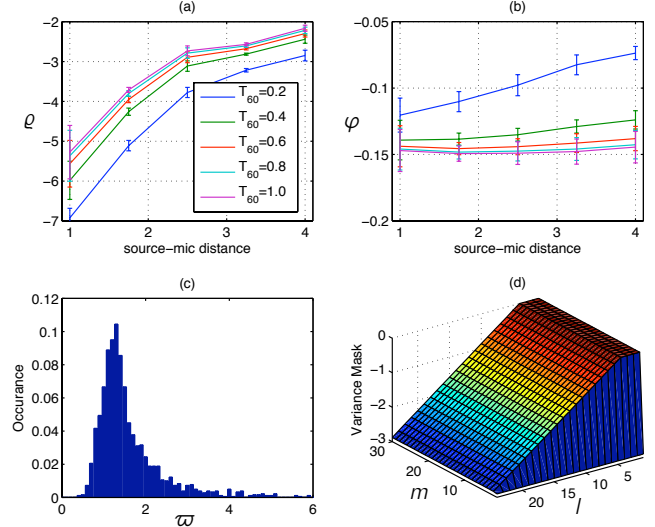 (a)
−2
−3
−4
−5
−6
−7
ϱ
1
2
3
4
source−mic distance
T60=0.2
T60=0.4
T60=0.6
T60=0.8
T60=1.0
(b)
−0.05
−0.1
−0.15
−0.2
φ
1
2
3
4
source−mic distance
(c)
0.12
0.1
0.08
0.06
0.04
0.02
0
Occurance
0
2
4
6
ϖ
(d)
Variance Mask
0
−1
−2
−3
30
20
10
m
20
15
10
5
l